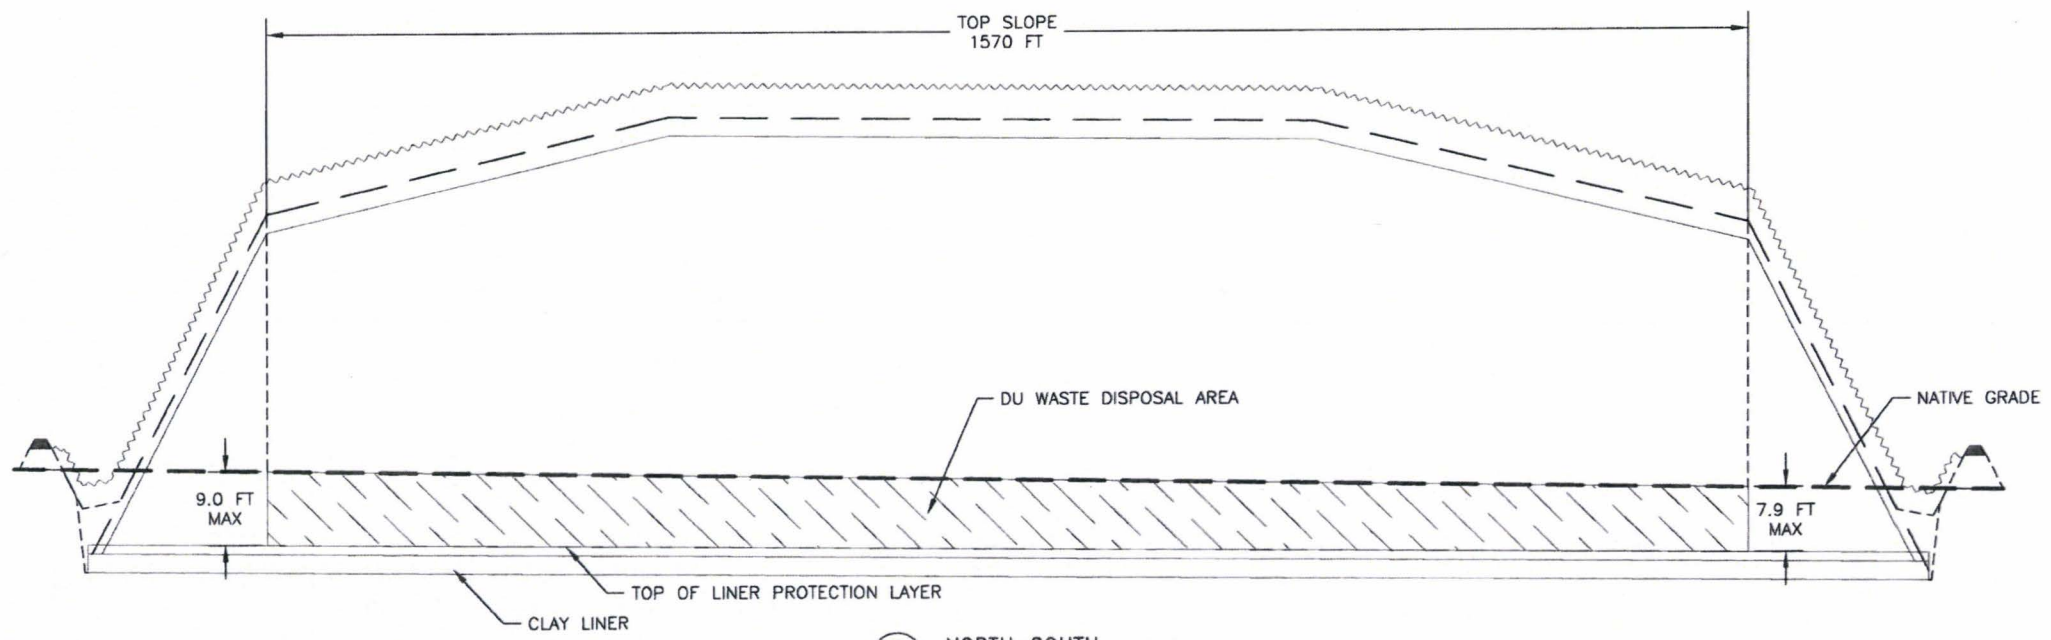 TOP SLOPE
1570 FT
DU WASTE DISPOSAL AREA
NATIVE GRADE
9.0 FT
MAX
7.9 FT
MAX
TOP OF LINER PROTECTION LAYER
CLAY LINER
NORTH-SOUTH